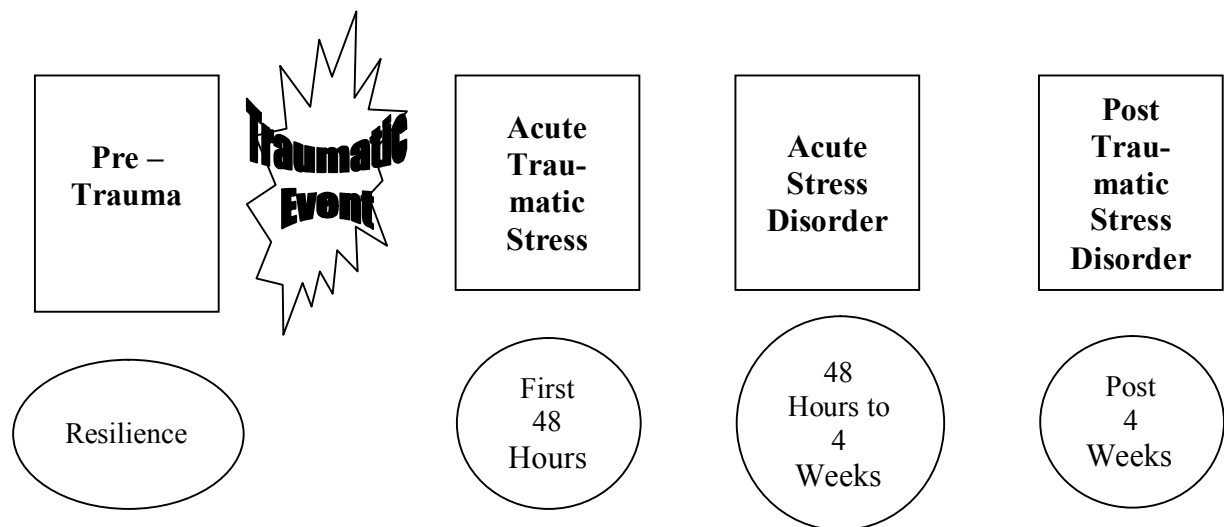 Pre –
Trauma
Traumatic
Event
Acute
Trau-
matic
Stress
Acute
Stress
Disorder
Post
Trau-
matic
Stress
Disorder
Resilience
First
48
Hours
48
Hours to
4
Weeks
Post
4
Weeks